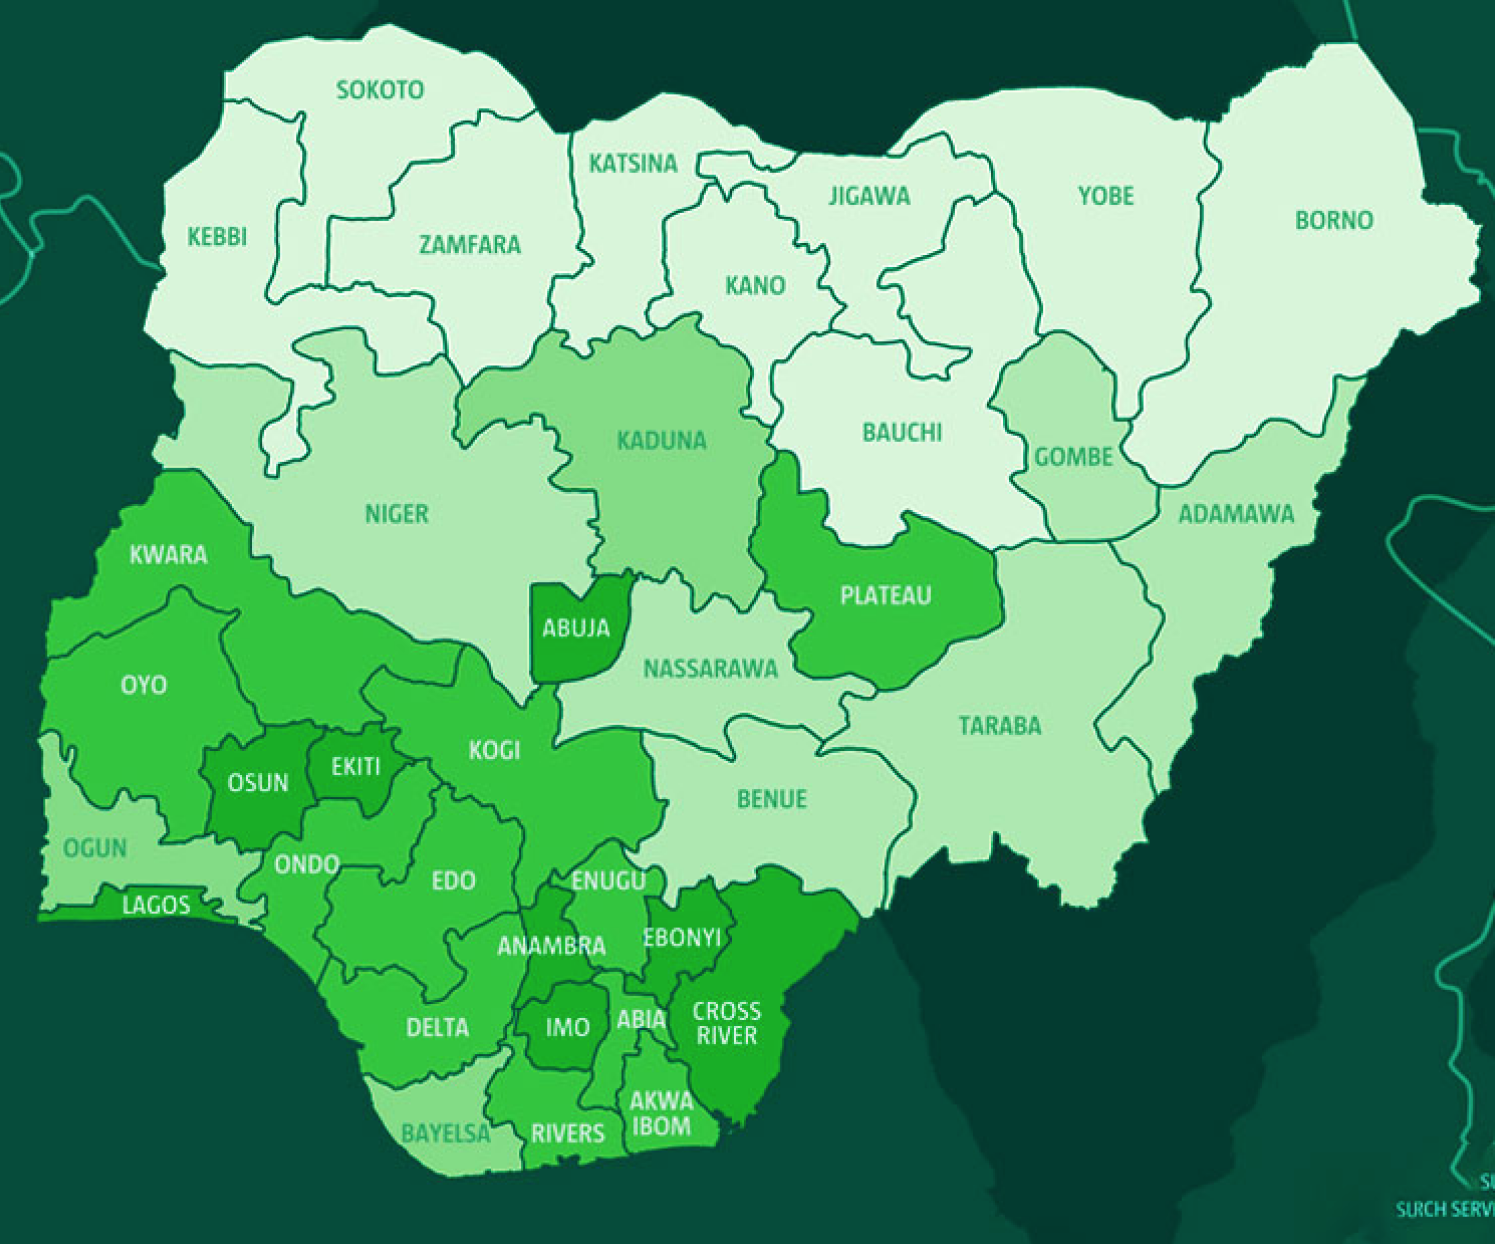 SOKOTO
KATSINA
JIGAWA
YOBE
BORNO
KEBBI
ZAMFARA
KANO
BAUCHI
KADUNA
GOMBE
NIGER
ADAMAWA
KWARA
PLATEAU
ABUJA
NASSARAWA
OYO
TARABA
KOGI
EKITI
OSUN
BENUE
OGUN
ONDO
EDO
ENUGU
LAGOS
ANAMBRA
EBONYI
CROSS
RIVER
DELTA
IMO
ABIA
AKWA
IBOM
BAYELSA
RIVERS